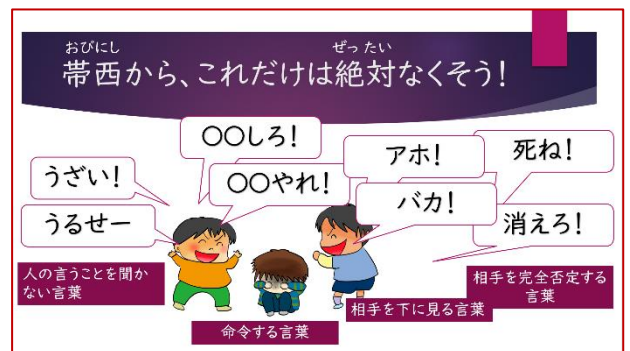 おびにし ぜったい
帯西から、これだけは絶対なくそう!
うざい!
うるせー
〇〇しろ!
〇〇やれ!
アホ!
バカ!
死ね!
消えろ!
人の言うことを聞か
ない言葉
命令する言葉
相手を下に見る言葉
相手を完全否定する
言葉